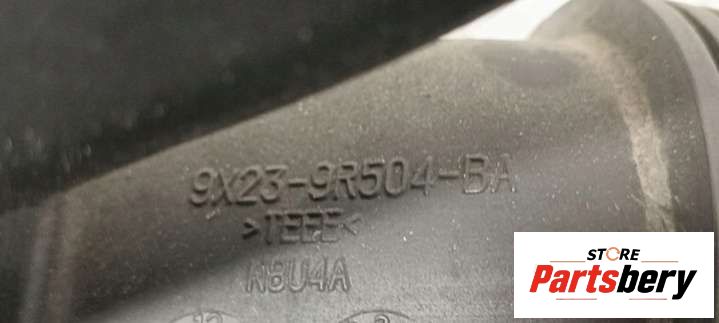 9X23-9R504-BA
>TEEE<
N8U4A
STORE
Partsbery